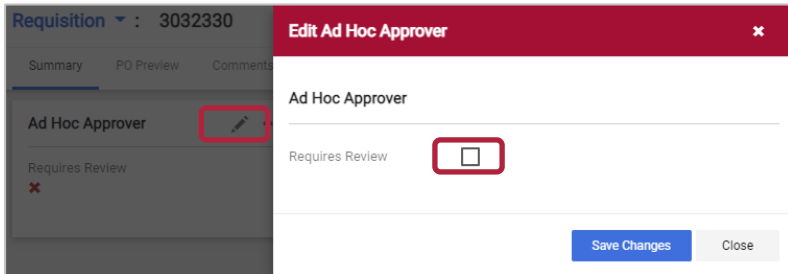 Requisition : 3032330
Summary PO Preview Comments
Ad Hoc Approver
Requires Review
Edit Ad Hoc Approver
Ad Hoc Approver
Requires Review
Save Changes Close